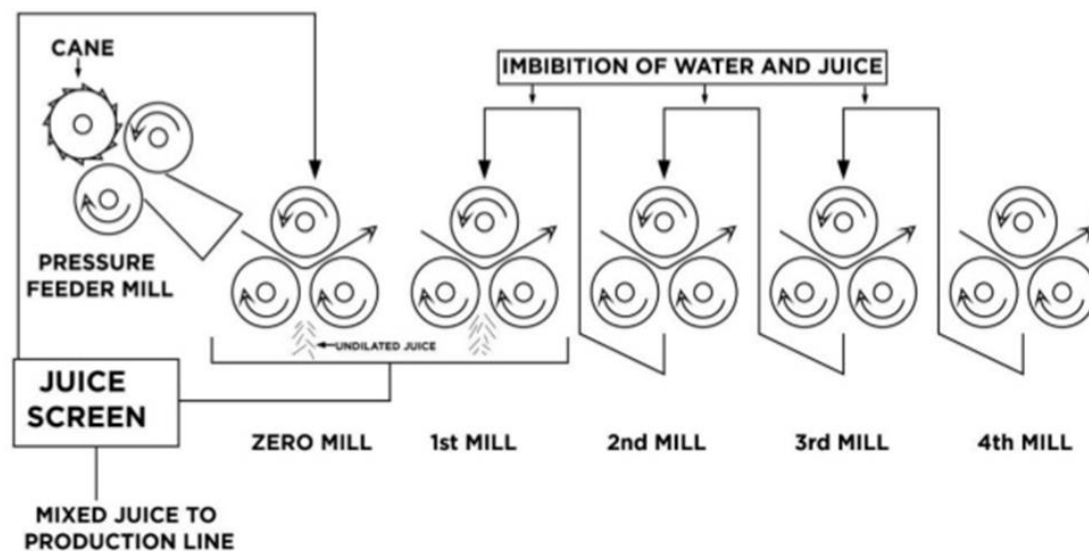 CANE
IMBIBITION OF WATER AND JUICE
PRESSURE
FEEDER MILL
UNDILATED JUICE
JUICE
SCREEN
ZERO MILL
1st MILL
2nd MILL
3rd MILL
4th MILL
MIXED JUICE TO
PRODUCTION LINE